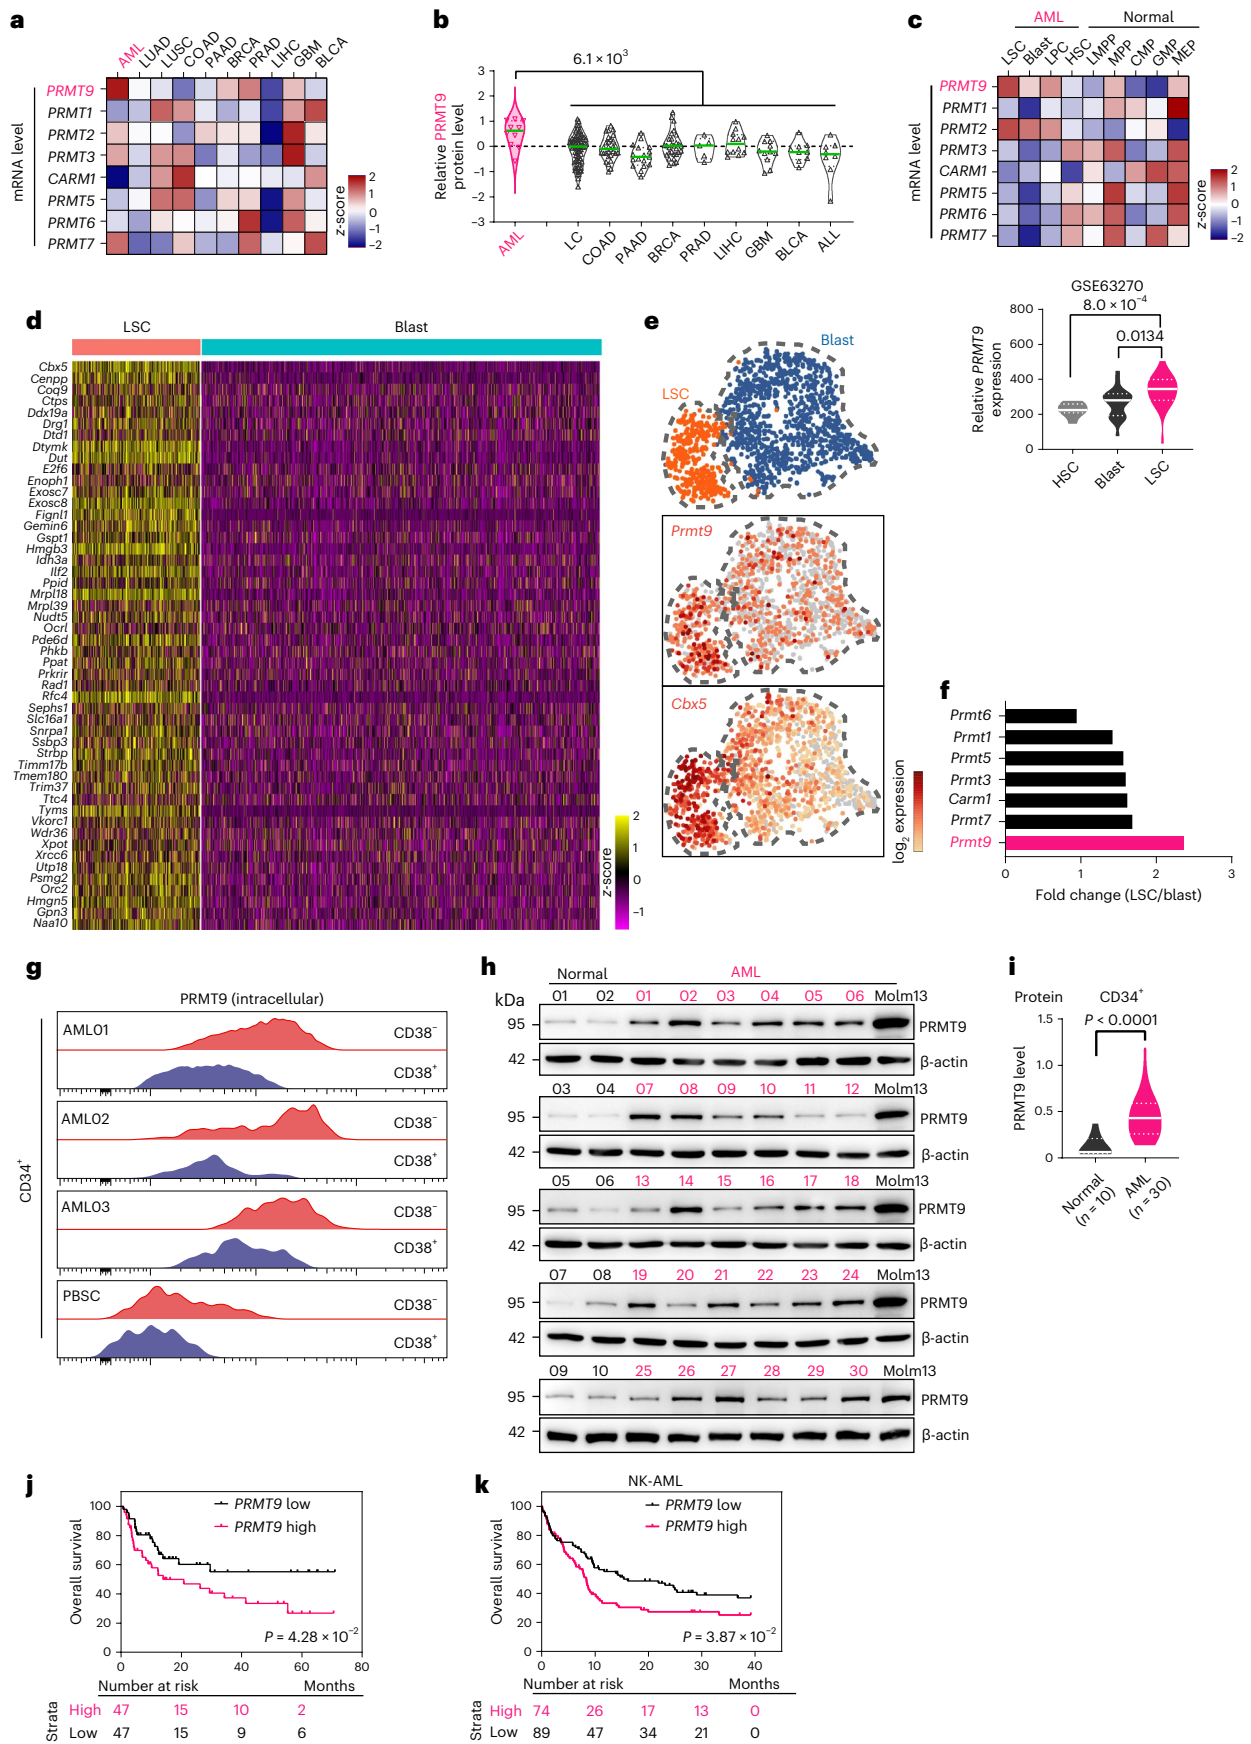 a
AML LUAD LUSC COAD PAAD BRCA PRAD LIHC GBM BLCA
PRMT9
PRMT1
PRMT2
PRMT3
CARM1
PRMT5
PRMT6
PRMT7
mRNA level
z-score
2
1
0
−1
−2
b
6.1 × 10³
Relative PRMT9
protein level
3
2
1
0
−1
−2
−3
AML LC COAD PAAD BRCA PRAD LIHC GBM BLCA ALL
c
AML Normal
LSC Blast LPC HSC LMPP MPP CMP GMP MEP
PRMT9
PRMT1
PRMT2
PRMT3
CARM1
PRMT5
PRMT6
PRMT7
mRNA level
z-score
2
1
0
−1
−2
GSE63270
8.0 × 10⁻⁴
0.0134
Relative PRMT9
expression
800
600
400
200
0
HSC Blast LSC
d
LSC Blast
Cbx5
Cenpp
Coq9
Ctps
Ddx19a
Drg1
Dtd1
Dtymk
Dut
E2f6
Enoph1
Exosc7
Exosc8
Fignl1
Gemin6
Gspt1
Hmgb3
Idh3a
Ilf2
Ppid
Mrpl18
Mrpl39
Nudt5
Ocrl
Pde6d
Phkb
Ppat
Prkrir
Rad1
Rfc4
Sephs1
Slc16a1
Snrpa1
Ssbp3
Strbp
Timm17b
Tmem180
Trim37
Ttc4
Tyms
Vkorc1
Wdr36
Xpot
Xrcc6
Utp18
Psmg2
Orc2
Hmgn5
Gpn3
Naa10
z-score
2
1
0
−1
e
Blast
LSC
Prmt9
Cbx5
log₂ expression
f
Prmt6
Prmt1
Prmt5
Prmt3
Carm1
Prmt7
Prmt9
0 1 2 3
Fold change (LSC/blast)
g
PRMT9 (intracellular)
CD34⁺
AML01 CD38⁻
CD38⁺
AML02 CD38⁻
CD38⁺
AML03 CD38⁻
CD38⁺
PBSC CD38⁻
CD38⁺
h
Normal AML
kDa 01 02 01 02 03 04 05 06 Molm13
95 PRMT9
42 β-actin
03 04 07 08 09 10 11 12 Molm13
95 PRMT9
42 β-actin
05 06 13 14 15 16 17 18 Molm13
95 PRMT9
42 β-actin
07 08 19 20 21 22 23 24 Molm13
95 PRMT9
42 β-actin
09 10 25 26 27 28 29 30 Molm13
95 PRMT9
42 β-actin
i
Protein CD34⁺
P < 0.0001
PRMT9 level
1.5
1.0
0.5
0
Normal
(n = 10)
AML
(n = 30)
j
PRMT9 low
PRMT9 high
Overall survival
100
80
60
40
20
0
P = 4.28 × 10⁻²
0 20 40 60 80
Number at risk Months
Strata
High 47 15 10 2
Low 47 15 9 6
k
NK-AML
PRMT9 low
PRMT9 high
Overall survival
100
80
60
40
20
0
P = 3.87 × 10⁻²
0 10 20 30 40
Number at risk Months
Strata
High 74 26 17 13 0
Low 89 47 34 21 0